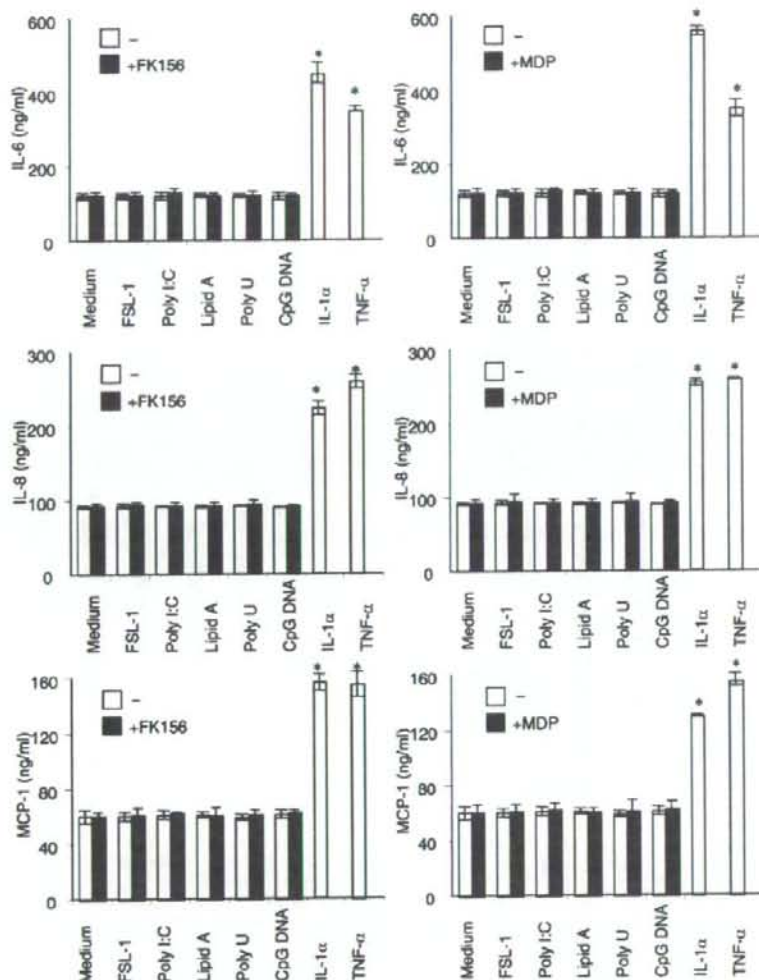 600
400
200
0
IL-6 (ng/ml)
–
+FK156
*
*
Medium
FSL-1
Poly I:C
Lipid A
Poly U
CpG DNA
IL-1α
TNF-α
600
400
200
0
IL-6 (ng/ml)
–
+MDP
*
*
Medium
FSL-1
Poly I:C
Lipid A
Poly U
CpG DNA
IL-1α
TNF-α
300
200
100
0
IL-8 (ng/ml)
–
+FK156
*
*
Medium
FSL-1
Poly I:C
Lipid A
Poly U
CpG DNA
IL-1α
TNF-α
300
200
100
0
IL-8 (ng/ml)
–
+MDP
*
*
Medium
FSL-1
Poly I:C
Lipid A
Poly U
CpG DNA
IL-1α
TNF-α
160
120
80
40
0
MCP-1 (ng/ml)
–
+FK156
*
*
Medium
FSL-1
Poly I:C
Lipid A
Poly U
CpG DNA
IL-1α
TNF-α
160
120
80
40
0
MCP-1 (ng/ml)
–
+MDP
*
*
Medium
FSL-1
Poly I:C
Lipid A
Poly U
CpG DNA
IL-1α
TNF-α